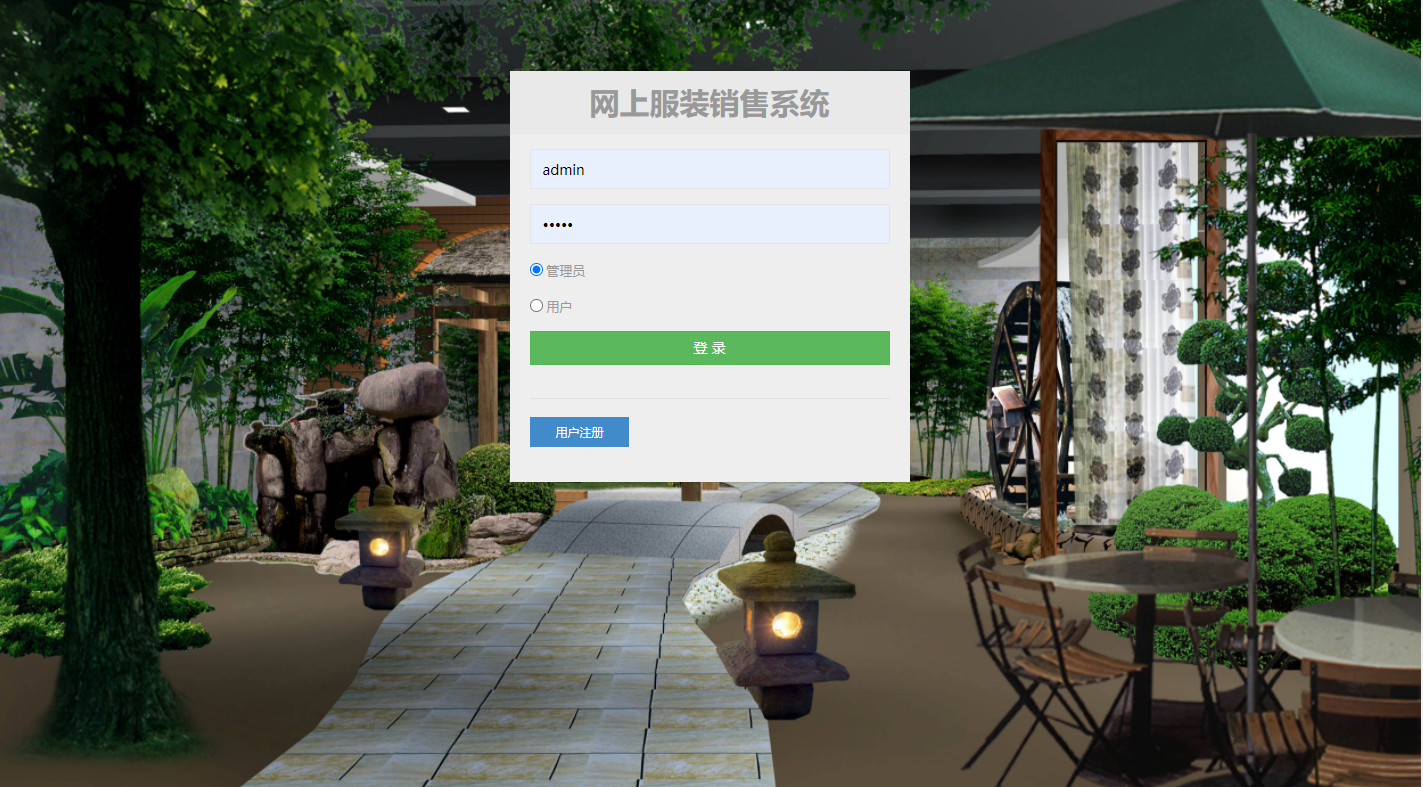 网上服装销售系统
admin
•••••
管理员
用户
登 录
用户注册